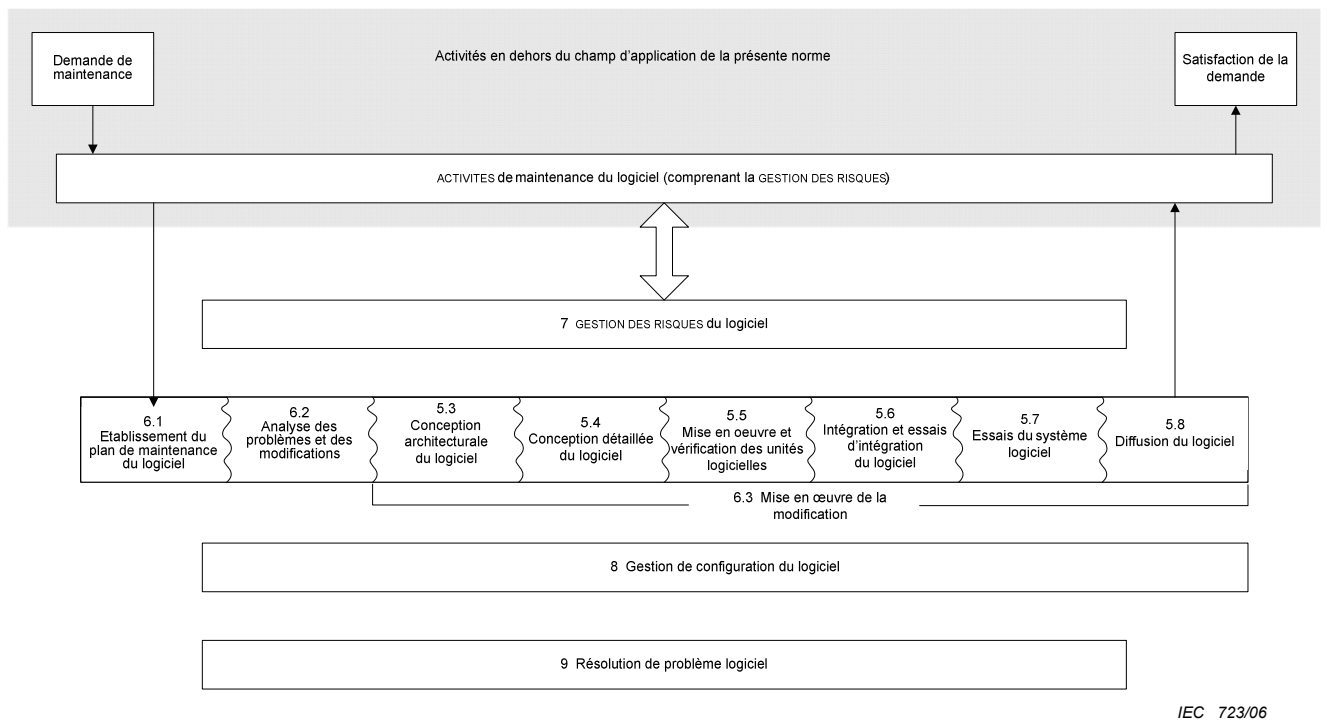 Demande de
maintenance
Activités en dehors du champ d’application de la présente norme
Satisfaction de la
demande
ACTIVITES de maintenance du logiciel (comprenant la GESTION DES RISQUES)
7 GESTION DES RISQUES du logiciel
6.1
Etablissement du
plan de maintenance
du logiciel
6.2
Analyse des
problèmes et des
modifications
5.3
Conception
architecturale
du logiciel
5.4
Conception détaillée
du logiciel
5.5
Mise en oeuvre et
vérification des unités
logicielles
5.6
Intégration et essais
d’intégration
du logiciel
5.7
Essais du système
logiciel
5.8
Diffusion du logiciel
6.3 Mise en œuvre de la
modification
8 Gestion de configuration du logiciel
9 Résolution de problème logiciel
IEC 723/06